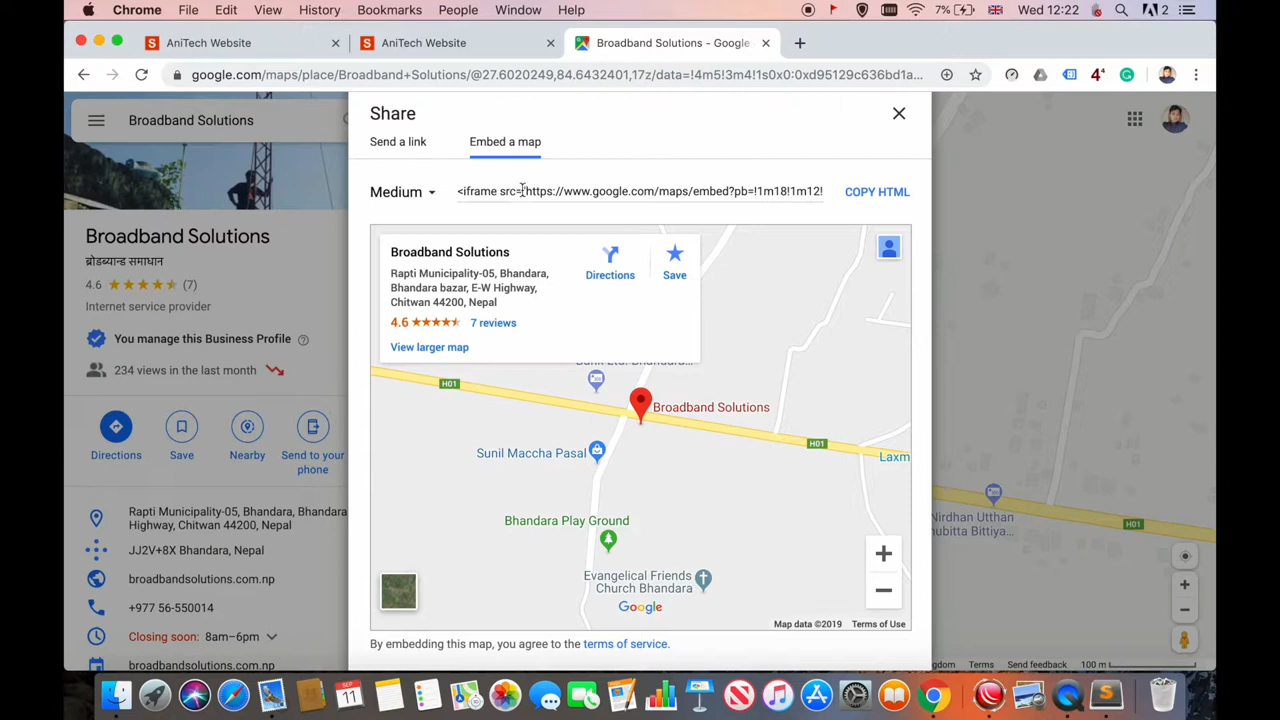 Chrome File Edit View History Bookmarks People Window Help 7% Wed 12:22 2
AniTech Website
AniTech Website
Broadband Solutions - Google
google.com/maps/place/Broadband+Solutions/@27.6020249,84.6432401,17z/data=!4m5!3m4!1s0x0:0xd95129c636bd1a...
Broadband Solutions
Broadband Solutions
ब्रोडब्यान्ड समाधान
4.6 (7)
Internet service provider
You manage this Business Profile
234 views in the last month
Directions
Save
Nearby
Send to your
phone
Rapti Municipality-05, Bhandara, Bhandara
Highway, Chitwan 44200, Nepal
JJ2V+8X Bhandara, Nepal
broadbandsolutions.com.np
+977 56-550014
Closing soon: 8am–6pm
broadbandsolutions.com.np
Share
Send a link
Embed a map
Medium
<iframe src="https://www.google.com/maps/embed?pb=!1m18!1m12!
COPY HTML
Broadband Solutions
Rapti Municipality-05, Bhandara,
Bhandara bazar, E-W Highway,
Chitwan 44200, Nepal
4.6 7 reviews
View larger map
Directions
Save
H01
Broadband Solutions
H01
Sunil Maccha Pasal
Laxm
Bhandara Play Ground
Evangelical Friends
Church Bhandara
Google
Map data ©2019 Terms of Use
By embedding this map, you agree to the terms of service.
Nirdhan Utthan
H01
Terms Send feedback 100 m
SEP
11